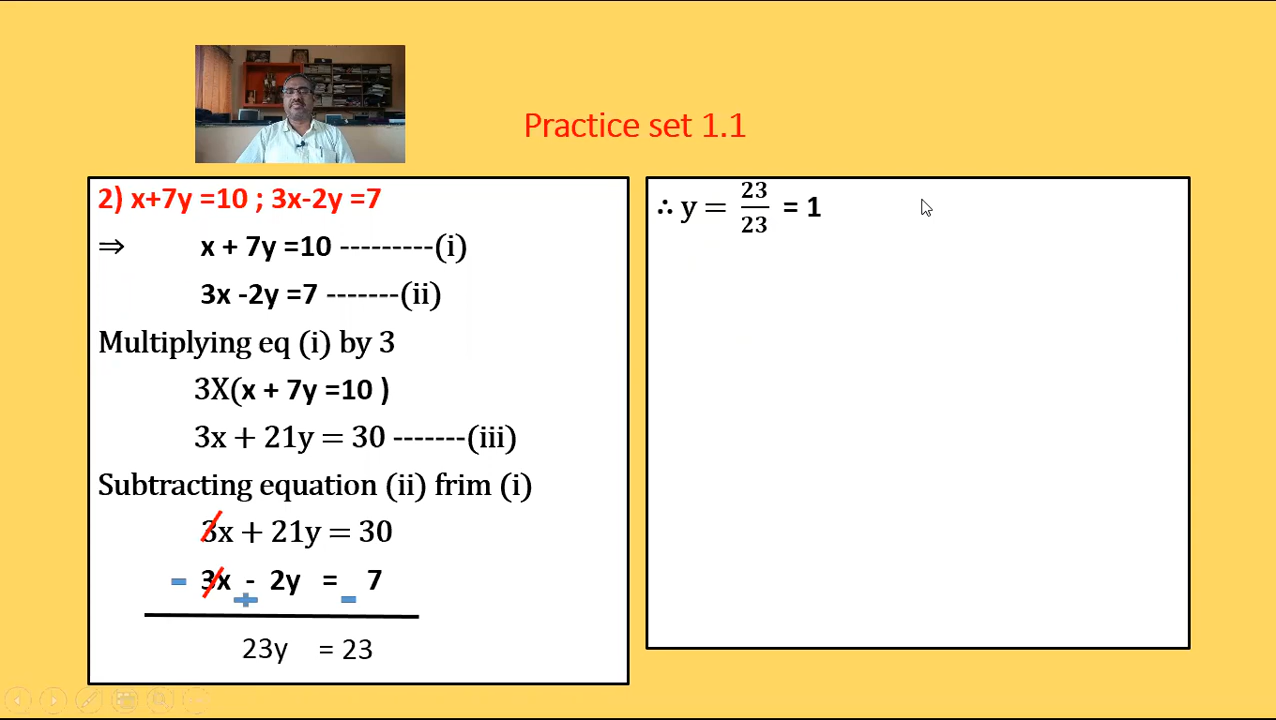 Practice set 1.1
2) x+7y =10 ; 3x-2y =7
⇒ x + 7y =10 ---------(i)
3x -2y =7 -------(ii)
Multiplying eq (i) by 3
3X(x + 7y =10 )
3x + 21y = 30 -------(iii)
Subtracting equation (ii) frim (i)
3x + 21y = 30
- 3x - 2y = 7
+ -
23y = 23
∴ y = 23/23 = 1